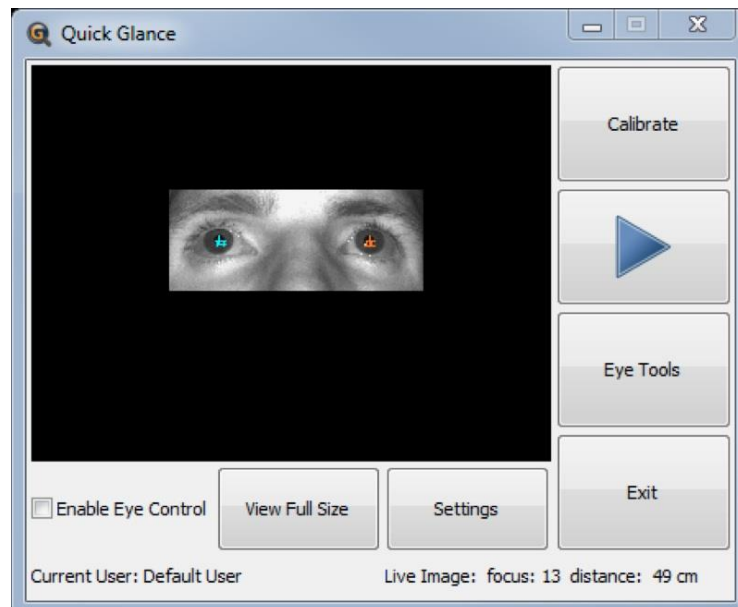 Quick Glance
Calibrate
Eye Tools
Exit
Enable Eye Control
View Full Size
Settings
Current User: Default User
Live Image: focus: 13 distance: 49 cm